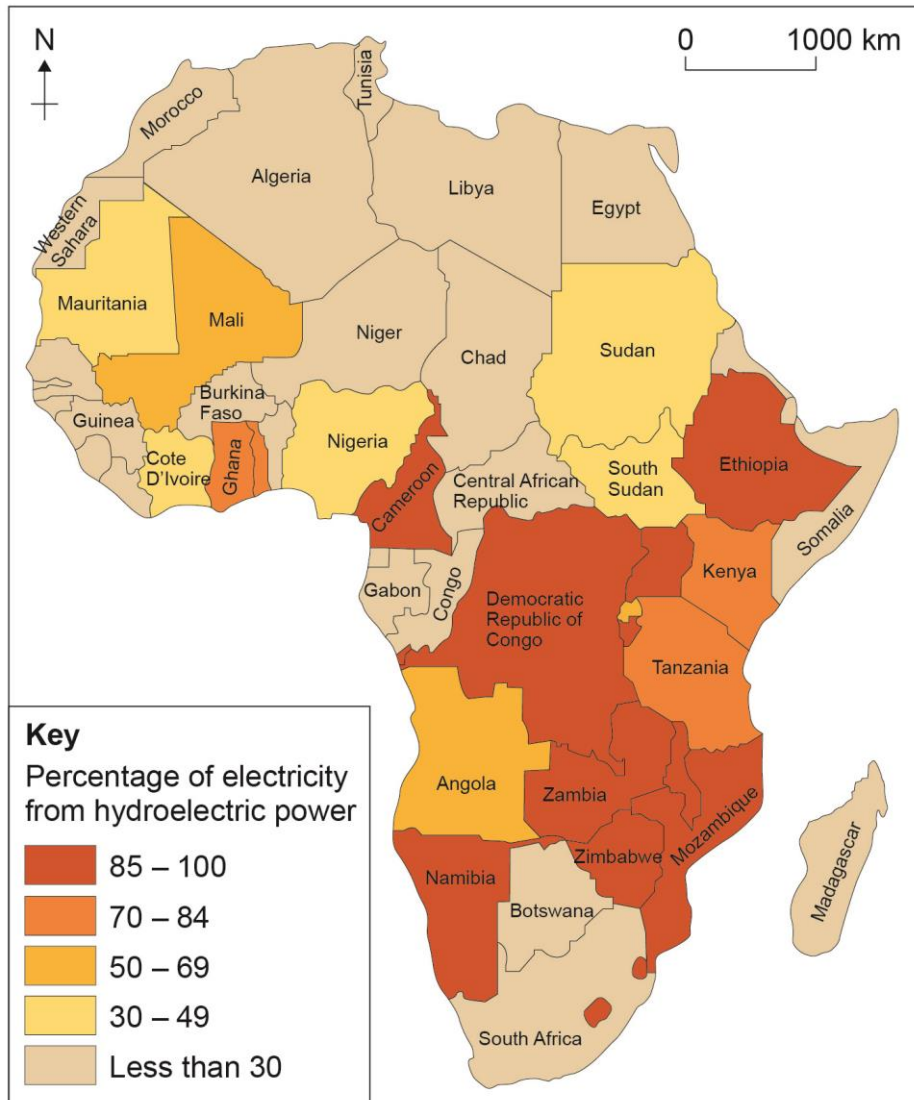 N
0 1000 km
Tunisia
Morocco
Algeria
Libya
Egypt
Western
Sahara
Mauritania
Mali
Niger
Chad
Sudan
Burkina
Faso
Guinea
Nigeria
Cote
D'Ivoire
Ghana
South
Sudan
Ethiopia
Central African
Republic
Cameroon
Somalia
Gabon
Congo
Kenya
Democratic
Republic of
Congo
Tanzania
Angola
Zambia
Mozambique
Zimbabwe
Namibia
Botswana
Madagascar
South Africa
Key
Percentage of electricity
from hydroelectric power
85 – 100
70 – 84
50 – 69
30 – 49
Less than 30